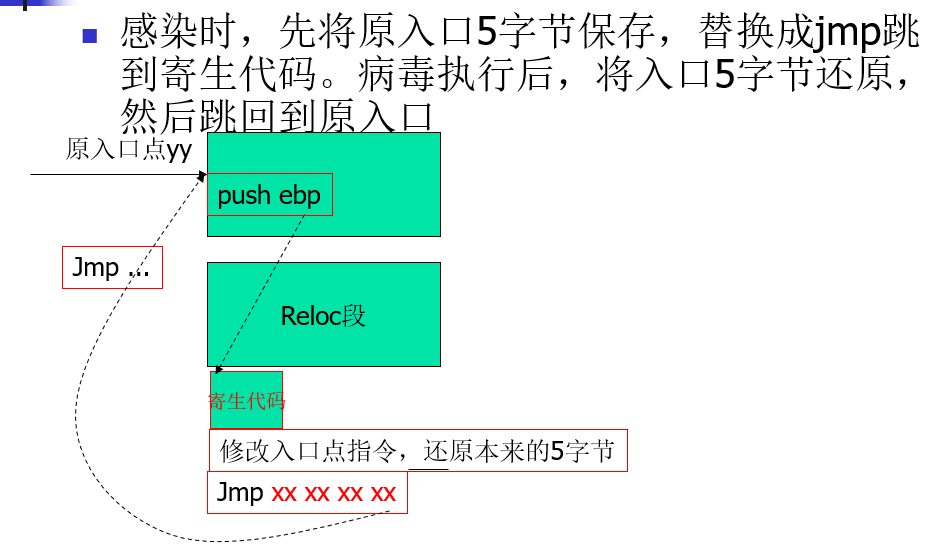 感染时，先将原入口5字节保存，替换成jmp跳
到寄生代码。病毒执行后，将入口5字节还原，
然后跳回到原入口
原入口点yy
push ebp
Jmp ...
Reloc段
寄生代码
修改入口点指令，还原本来的5字节
Jmp xx xx xx xx